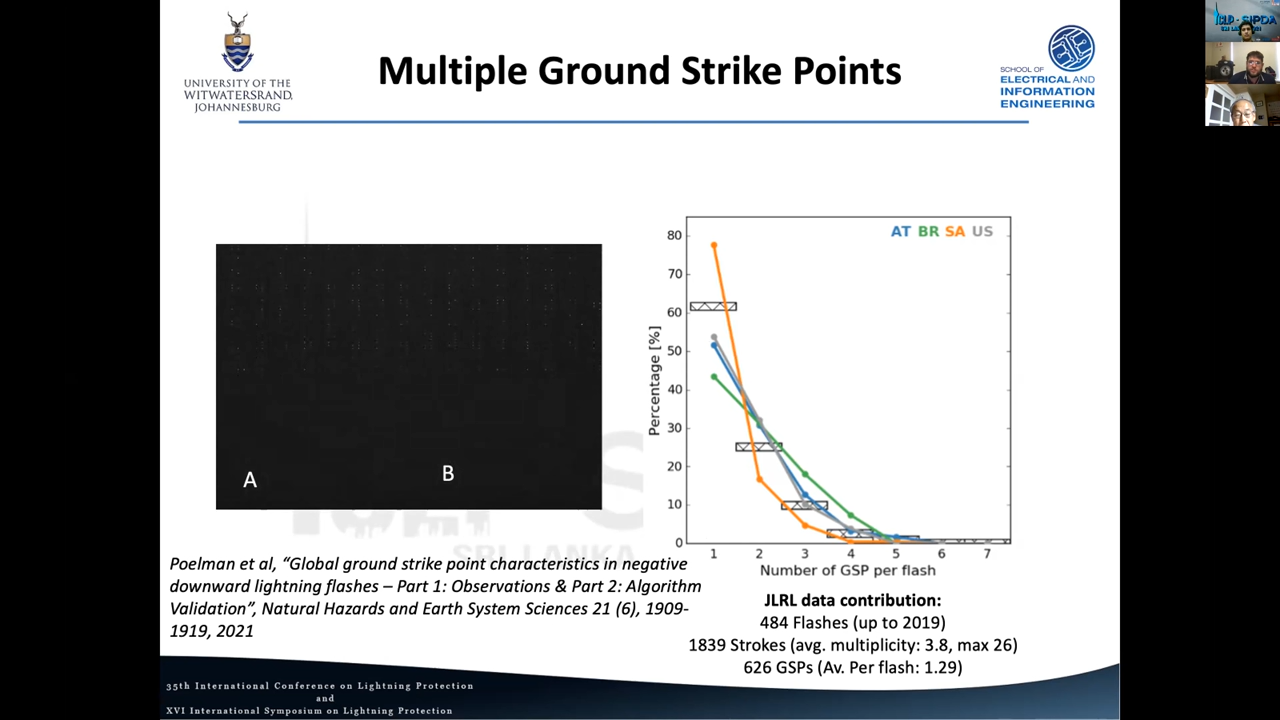 UNIVERSITY OF THE
WITWATERSRAND,
JOHANNESBURG
Multiple Ground Strike Points
SCHOOL OF
ELECTRICAL AND
INFORMATION
ENGINEERING
A
B
AT BR SA US
80
70
60
50
40
30
20
10
0
Percentage [%]
1 2 3 4 5 6 7
Number of GSP per flash
SRI LANKA
Poelman et al, “Global ground strike point characteristics in negative
downward lightning flashes – Part 1: Observations & Part 2: Algorithm
Validation”, Natural Hazards and Earth System Sciences 21 (6), 1909-
1919, 2021
JLRL data contribution:
484 Flashes (up to 2019)
1839 Strokes (avg. multiplicity: 3.8, max 26)
626 GSPs (Av. Per flash: 1.29)
35th International Conference on Lightning Protection
and
XVI International Symposium on Lightning Protection